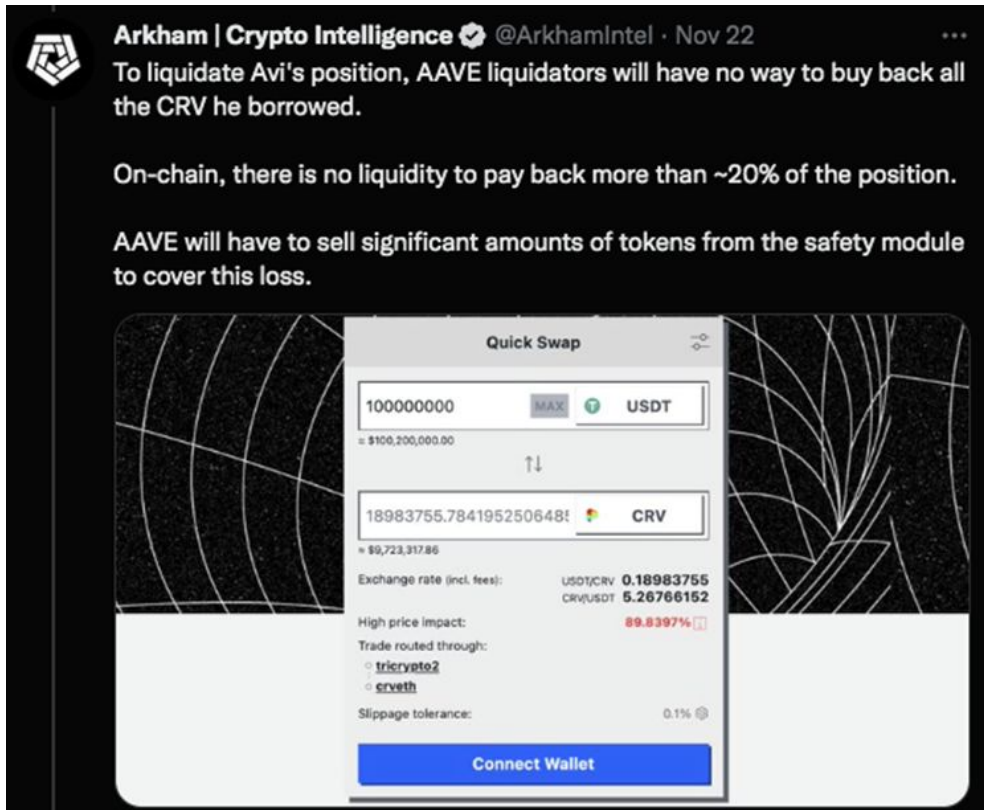 Arkham | Crypto Intelligence @ArkhamIntel · Nov 22
To liquidate Avi's position, AAVE liquidators will have no way to buy back all
the CRV he borrowed.
On-chain, there is no liquidity to pay back more than ~20% of the position.
AAVE will have to sell significant amounts of tokens from the safety module
to cover this loss.
Quick Swap
100000000 MAX USDT
≈ $100,200,000.00
18983755.784195250648 CRV
≈ $9,723,317.86
Exchange rate (incl. fees): USDT/CRV 0.18983755
CRV/USDT 5.26766152
High price impact: 89.8397%
Trade routed through:
tricrypto2
crveth
Slippage tolerance: 0.1%
Connect Wallet